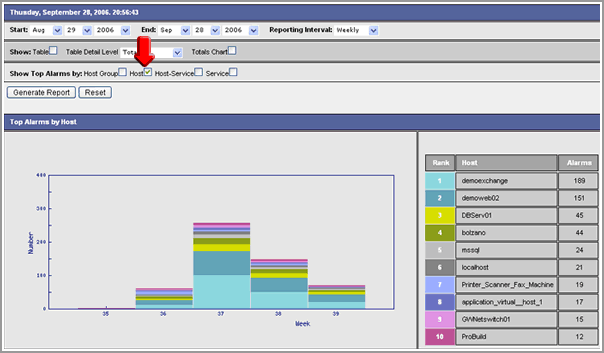 Thursday, September 28, 2006. 20:56:43
Start: Aug 29 2006 End: Sep 28 2006 Reporting Interval: Weekly
Show: Table Table Detail Level Totals Chart
Show Top Alarms by: Host Group Host Host-Service Service
Generate Report Reset
Top Alarms by Host
400
300
200
100
0
Number
35 36 37 38 39
Week
Rank Host Alarms
1 demoexchange 189
2 demoweb02 151
3 DBServ01 45
4 bolzano 44
5 mssql 24
6 localhost 21
7 Printer_Scanner_Fax_Machine 19
8 application_virtual_host_1 17
9 GWNetswitch01 15
10 ProBuild 12